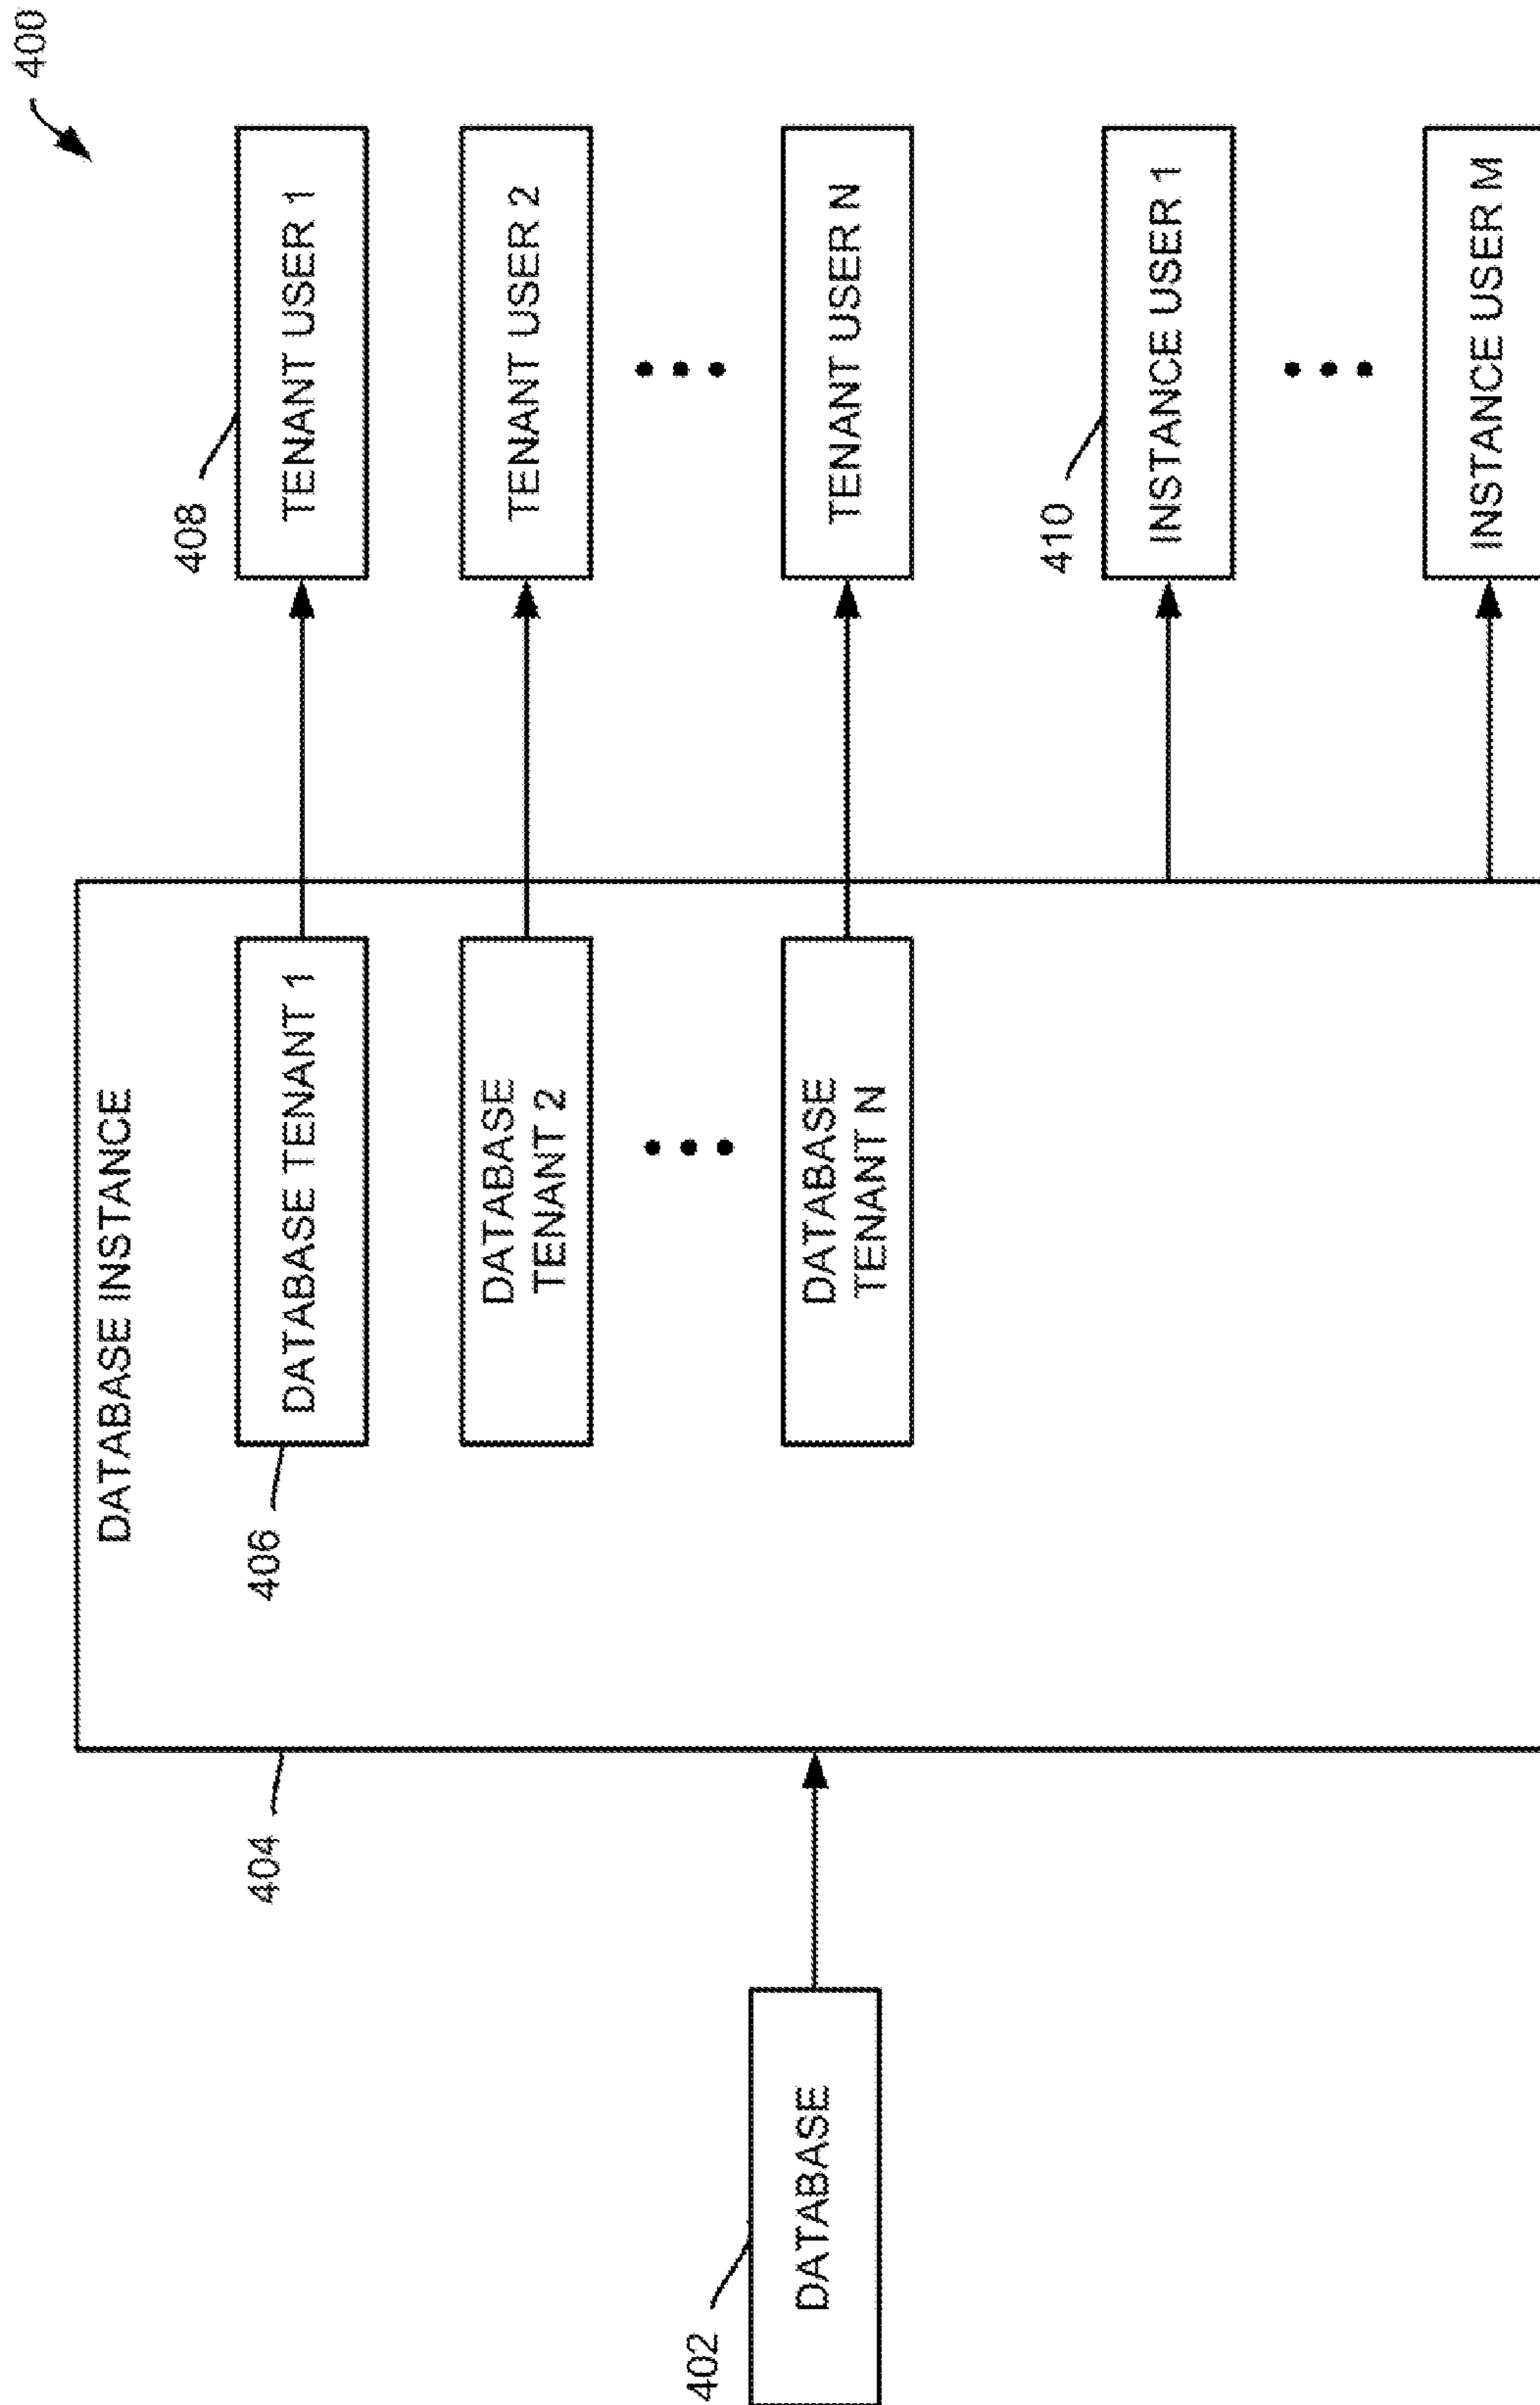 400
DATABASE INSTANCE
404
406
DATABASE TENANT 1
408
TENANT USER 1
DATABASE
TENANT 2
TENANT USER 2
402
DATABASE
DATABASE
TENANT N
TENANT USER N
410
INSTANCE USER 1
INSTANCE USER M